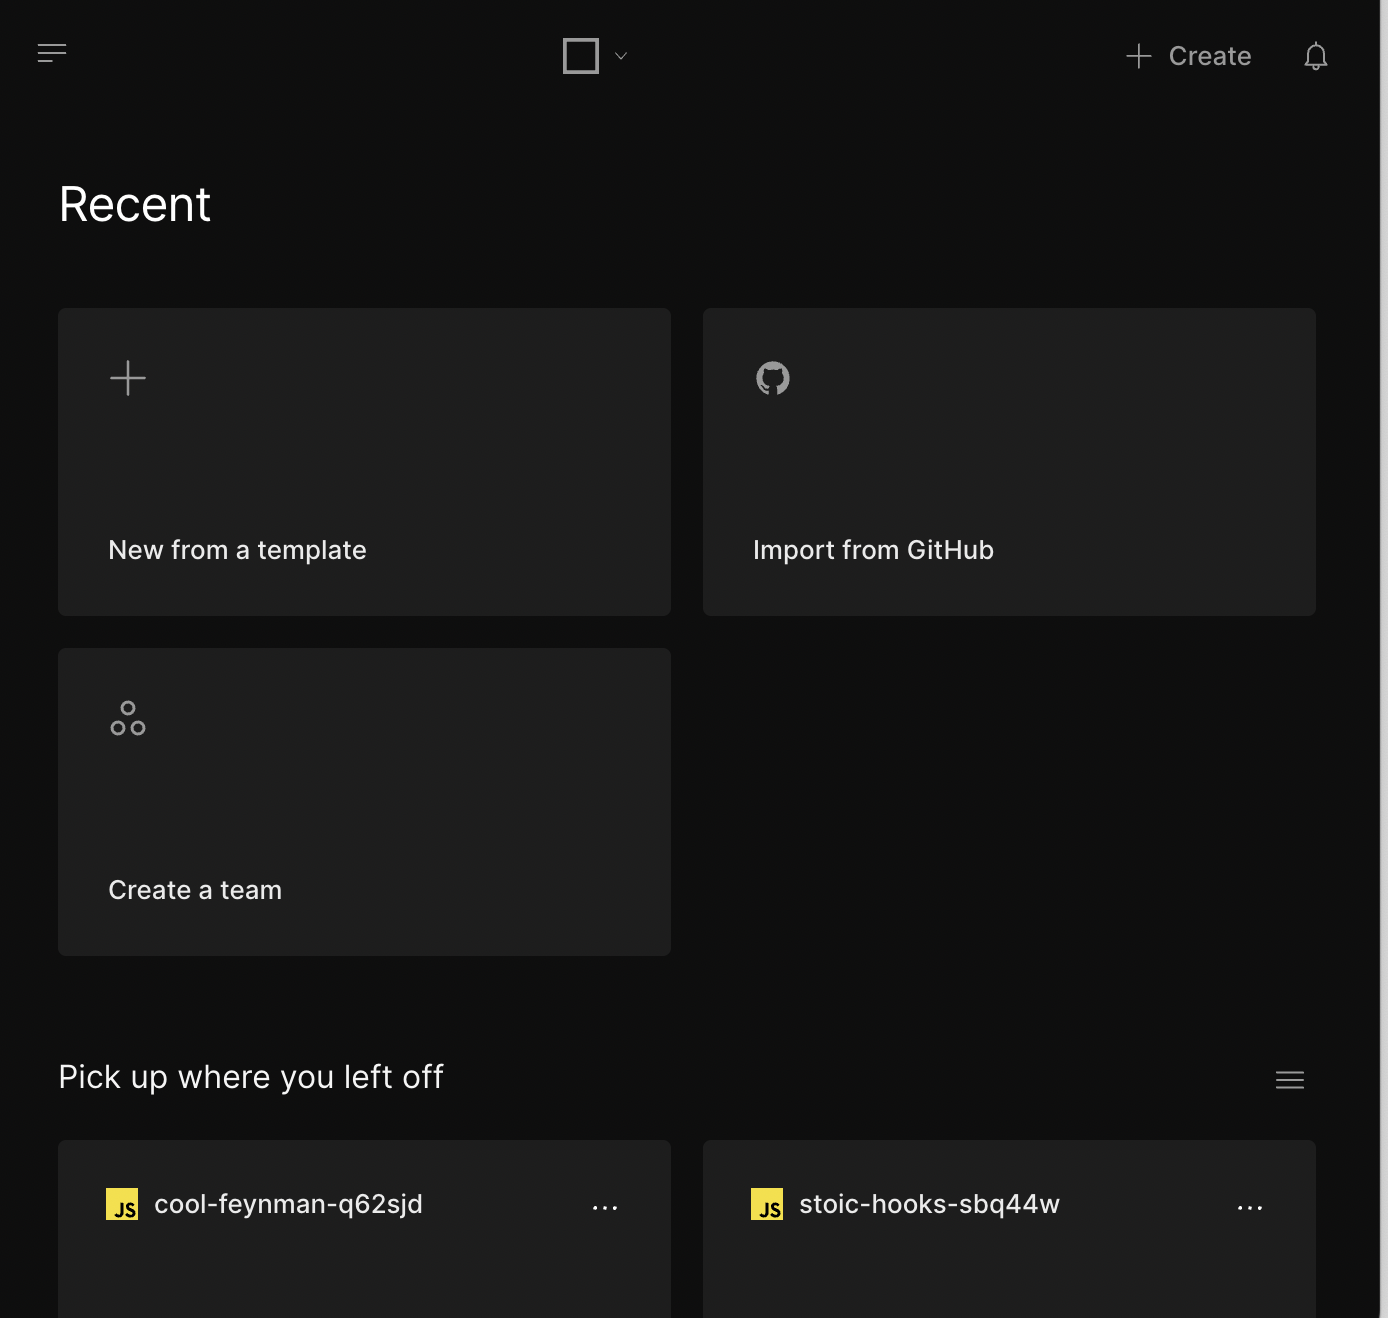 Create
Recent
New from a template
Import from GitHub
Create a team
Pick up where you left off
JS cool-feynman-q62sjd ...
JS stoic-hooks-sbq44w ...